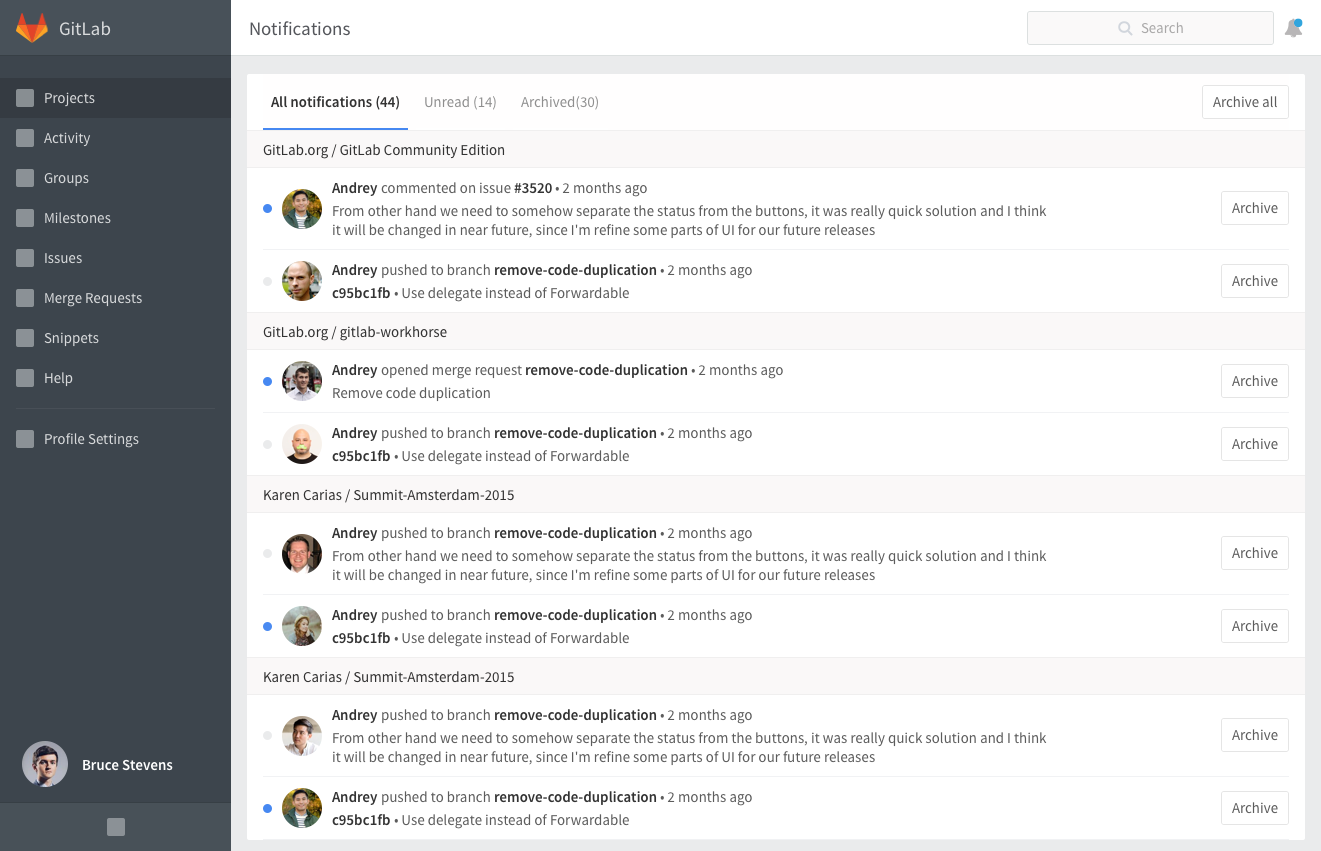 GitLab
Notifications
Search
Projects
Activity
Groups
Milestones
Issues
Merge Requests
Snippets
Help
Profile Settings
Bruce Stevens
All notifications (44)
Unread (14)
Archived(30)
Archive all
GitLab.org / GitLab Community Edition
Andrey commented on issue #3520 • 2 months ago
From other hand we need to somehow separate the status from the buttons, it was really quick solution and I think
it will be changed in near future, since I'm refine some parts of UI for our future releases
Archive
Andrey pushed to branch remove-code-duplication • 2 months ago
c95bc1fb • Use delegate instead of Forwardable
Archive
GitLab.org / gitlab-workhorse
Andrey opened merge request remove-code-duplication • 2 months ago
Remove code duplication
Archive
Andrey pushed to branch remove-code-duplication • 2 months ago
c95bc1fb • Use delegate instead of Forwardable
Archive
Karen Carias / Summit-Amsterdam-2015
Andrey pushed to branch remove-code-duplication • 2 months ago
From other hand we need to somehow separate the status from the buttons, it was really quick solution and I think
it will be changed in near future, since I'm refine some parts of UI for our future releases
Archive
Andrey pushed to branch remove-code-duplication • 2 months ago
c95bc1fb • Use delegate instead of Forwardable
Archive
Karen Carias / Summit-Amsterdam-2015
Andrey pushed to branch remove-code-duplication • 2 months ago
From other hand we need to somehow separate the status from the buttons, it was really quick solution and I think
it will be changed in near future, since I'm refine some parts of UI for our future releases
Archive
Andrey pushed to branch remove-code-duplication • 2 months ago
c95bc1fb • Use delegate instead of Forwardable
Archive